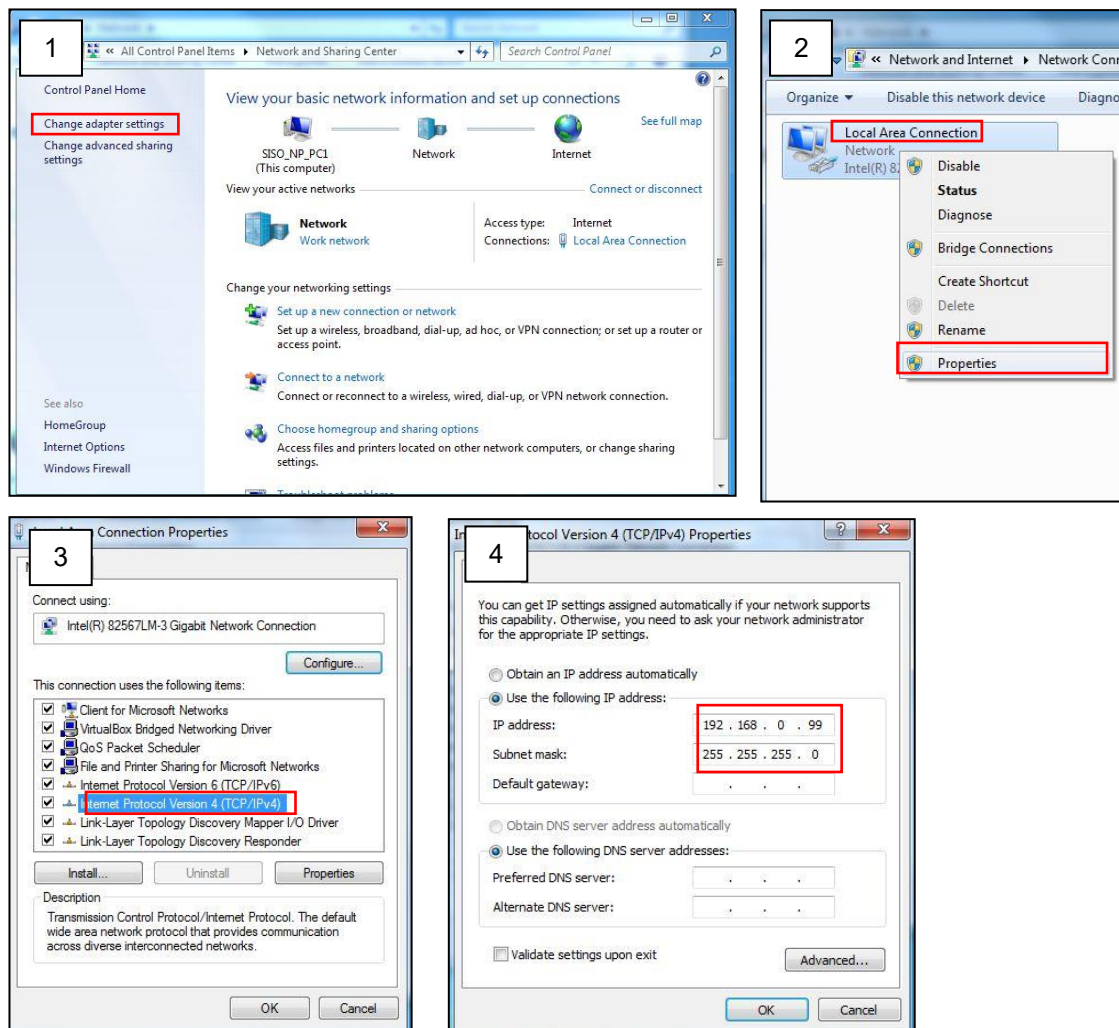 1
« All Control Panel Items ▸ Network and Sharing Center
Search Control Panel
Control Panel Home
Change adapter settings
Change advanced sharing
settings
See also
HomeGroup
Internet Options
Windows Firewall
View your basic network information and set up connections
See full map
SISO_NP_PC1
(This computer)
Network
Internet
View your active networks
Connect or disconnect
Network
Work network
Access type: Internet
Connections: Local Area Connection
Change your networking settings
Set up a new connection or network
Set up a wireless, broadband, dial-up, ad hoc, or VPN connection; or set up a router or
access point.
Connect to a network
Connect or reconnect to a wireless, wired, dial-up, or VPN network connection.
Choose homegroup and sharing options
Access files and printers located on other network computers, or change sharing
settings.
Troubleshoot problems
2
« Network and Internet ▸ Network Conn
Organize Disable this network device Diagno
Local Area Connection
Network
Intel(R) 8
Disable
Status
Diagnose
Bridge Connections
Create Shortcut
Delete
Rename
Properties
3
Connection Properties
Connect using:
Intel(R) 82567LM-3 Gigabit Network Connection
Configure...
This connection uses the following items:
Client for Microsoft Networks
VirtualBox Bridged Networking Driver
QoS Packet Scheduler
File and Printer Sharing for Microsoft Networks
Internet Protocol Version 6 (TCP/IPv6)
Internet Protocol Version 4 (TCP/IPv4)
Link-Layer Topology Discovery Mapper I/O Driver
Link-Layer Topology Discovery Responder
Install... Uninstall Properties
Description
Transmission Control Protocol/Internet Protocol. The default
wide area network protocol that provides communication
across diverse interconnected networks.
OK Cancel
4
In tocol Version 4 (TCP/IPv4) Properties
You can get IP settings assigned automatically if your network supports
this capability. Otherwise, you need to ask your network administrator
for the appropriate IP settings.
Obtain an IP address automatically
Use the following IP address:
IP address: 192 . 168 . 0 . 99
Subnet mask: 255 . 255 . 255 . 0
Default gateway: . . .
Obtain DNS server address automatically
Use the following DNS server addresses:
Preferred DNS server: . . .
Alternate DNS server: . . .
Validate settings upon exit
Advanced...
OK Cancel